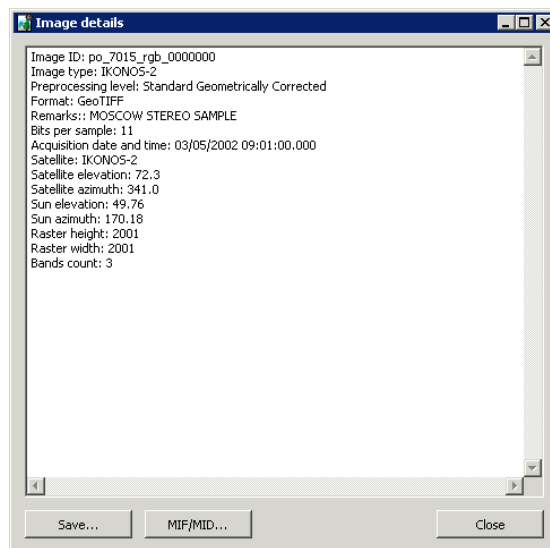 Image details
Image ID: po_7015_rgb_0000000
Image type: IKONOS-2
Preprocessing level: Standard Geometrically Corrected
Format: GeoTIFF
Remarks:: MOSCOW STEREO SAMPLE
Bits per sample: 11
Acquisition date and time: 03/05/2002 09:01:00.000
Satellite: IKONOS-2
Satellite elevation: 72.3
Satellite azimuth: 341.0
Sun elevation: 49.76
Sun azimuth: 170.18
Raster height: 2001
Raster width: 2001
Bands count: 3
Save... MIF/MID... Close